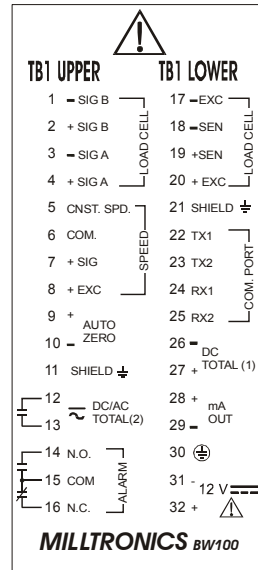 TB1 UPPER
1 – SIG B
2 + SIG B
3 – SIG A
4 + SIG A
LOAD CELL
5 CNST. SPD.
6 COM.
7 + SIG
8 + EXC
SPEED
9 +
10 –
AUTO
ZERO
11 SHIELD
12
13
DC/AC
TOTAL(2)
14 N.O.
15 COM
16 N.C.
ALARM
TB1 LOWER
17 –EXC
18 –SEN
19 +SEN
20 + EXC
LOAD CELL
21 SHIELD
22 TX1
23 TX2
24 RX1
25 RX2
COM. PORT
26 –
27 +
DC
TOTAL (1)
28 +
29 –
mA
OUT
30
31 -
32 +
12 V
MILLTRONICS BW100